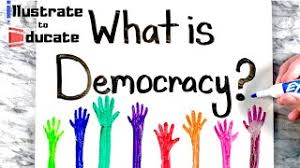 Illustrate
to
Educate
What is
Democracy?